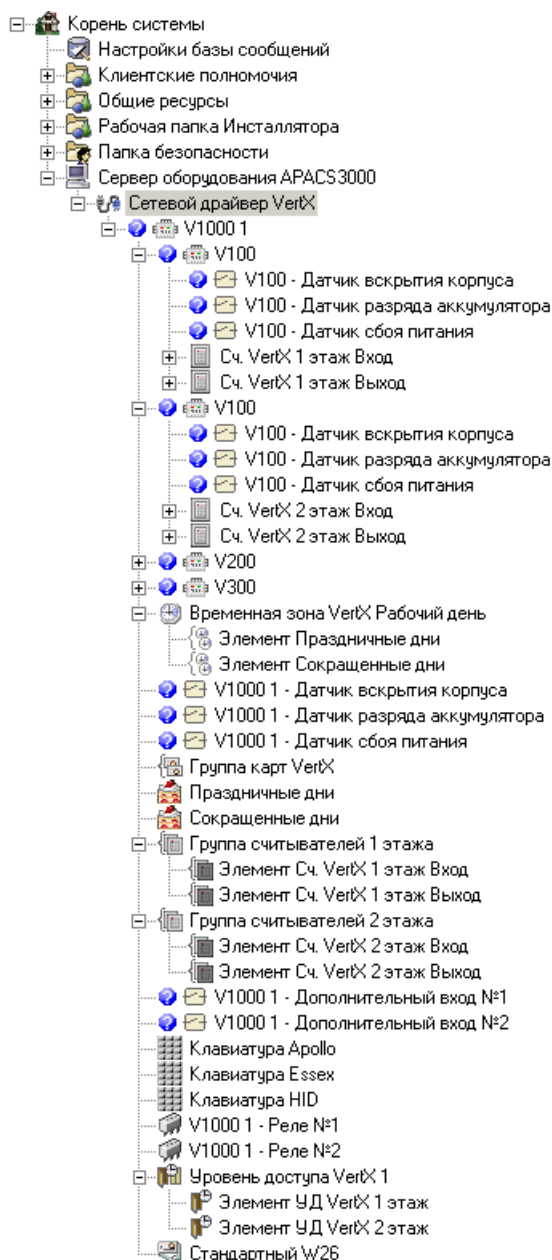 Корень системы
Настройки базы сообщений
Клиентские полномочия
Общие ресурсы
Рабочая папка Инсталлятора
Папка безопасности
Сервер оборудования APACS3000
Сетевой драйвер VertX
V1000 1
V100
V100 - Датчик вскрытия корпуса
V100 - Датчик разряда аккумулятора
V100 - Датчик сбоя питания
Сч. VertX 1 этаж Вход
Сч. VertX 1 этаж Выход
V100
V100 - Датчик вскрытия корпуса
V100 - Датчик разряда аккумулятора
V100 - Датчик сбоя питания
Сч. VertX 2 этаж Вход
Сч. VertX 2 этаж Выход
V200
V300
Временная зона VertX Рабочий день
Элемент Праздничные дни
Элемент Сокращенные дни
V1000 1 - Датчик вскрытия корпуса
V1000 1 - Датчик разряда аккумулятора
V1000 1 - Датчик сбоя питания
Группа карт VertX
Праздничные дни
Сокращенные дни
Группа считывателей 1 этажа
Элемент Сч. VertX 1 этаж Вход
Элемент Сч. VertX 1 этаж Выход
Группа считывателей 2 этажа
Элемент Сч. VertX 2 этаж Вход
Элемент Сч. VertX 2 этаж Выход
V1000 1 - Дополнительный вход №1
V1000 1 - Дополнительный вход №2
Клавиатура Apollo
Клавиатура Essex
Клавиатура HID
V1000 1 - Реле №1
V1000 1 - Реле №2
Уровень доступа VertX 1
Элемент УД VertX 1 этаж
Элемент УД VertX 2 этаж
Стандартный W26